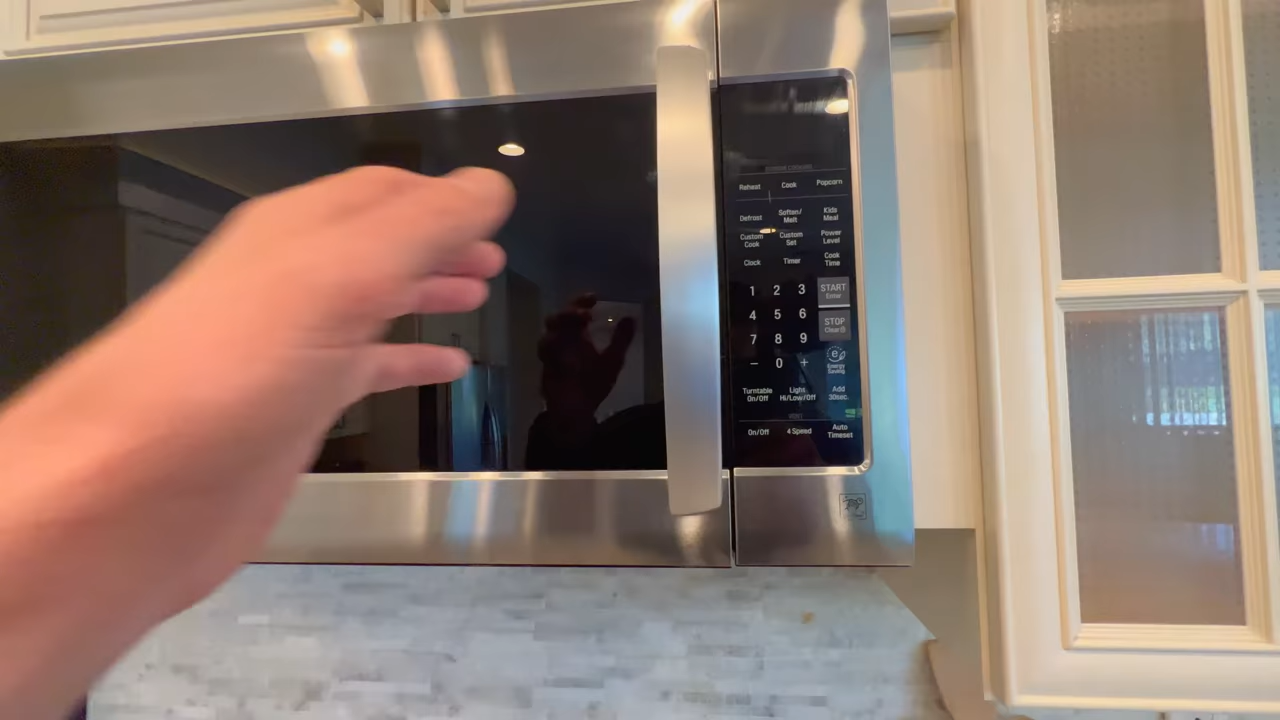 Reheat Cook Popcorn
Defrost Soften/ Melt Kids Meal
Custom Cook Custom Set Power Level
Clock Timer Cook Time
1 2 3 START Enter
4 5 6 STOP Clear
7 8 9
- 0 + Energy Saving
Turntable On/Off Light Hi/Low/Off Add 30sec.
VENT
On/Off 4 Speed Auto Timeset